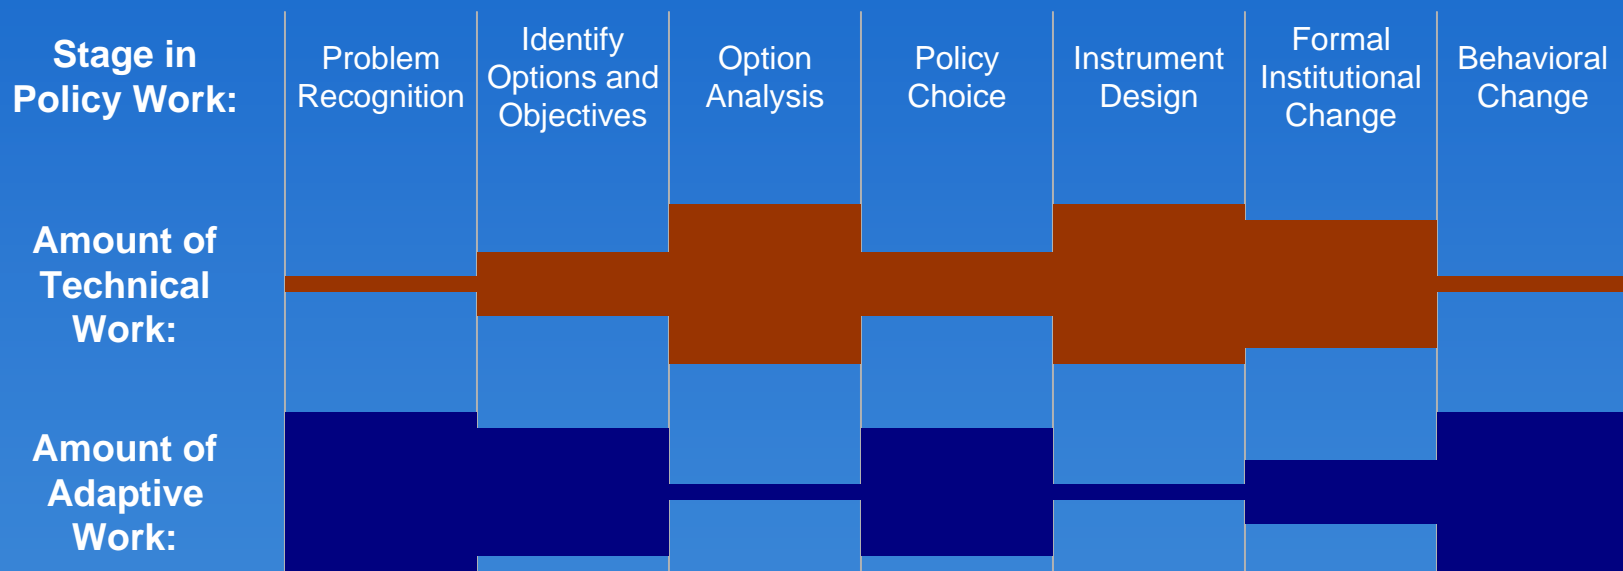 Stage in
Policy Work:
Problem
Recognition
Identify
Options and
Objectives
Option
Analysis
Policy
Choice
Instrument
Design
Formal
Institutional
Change
Behavioral
Change
Amount of
Technical
Work:
Amount of
Adaptive
Work: